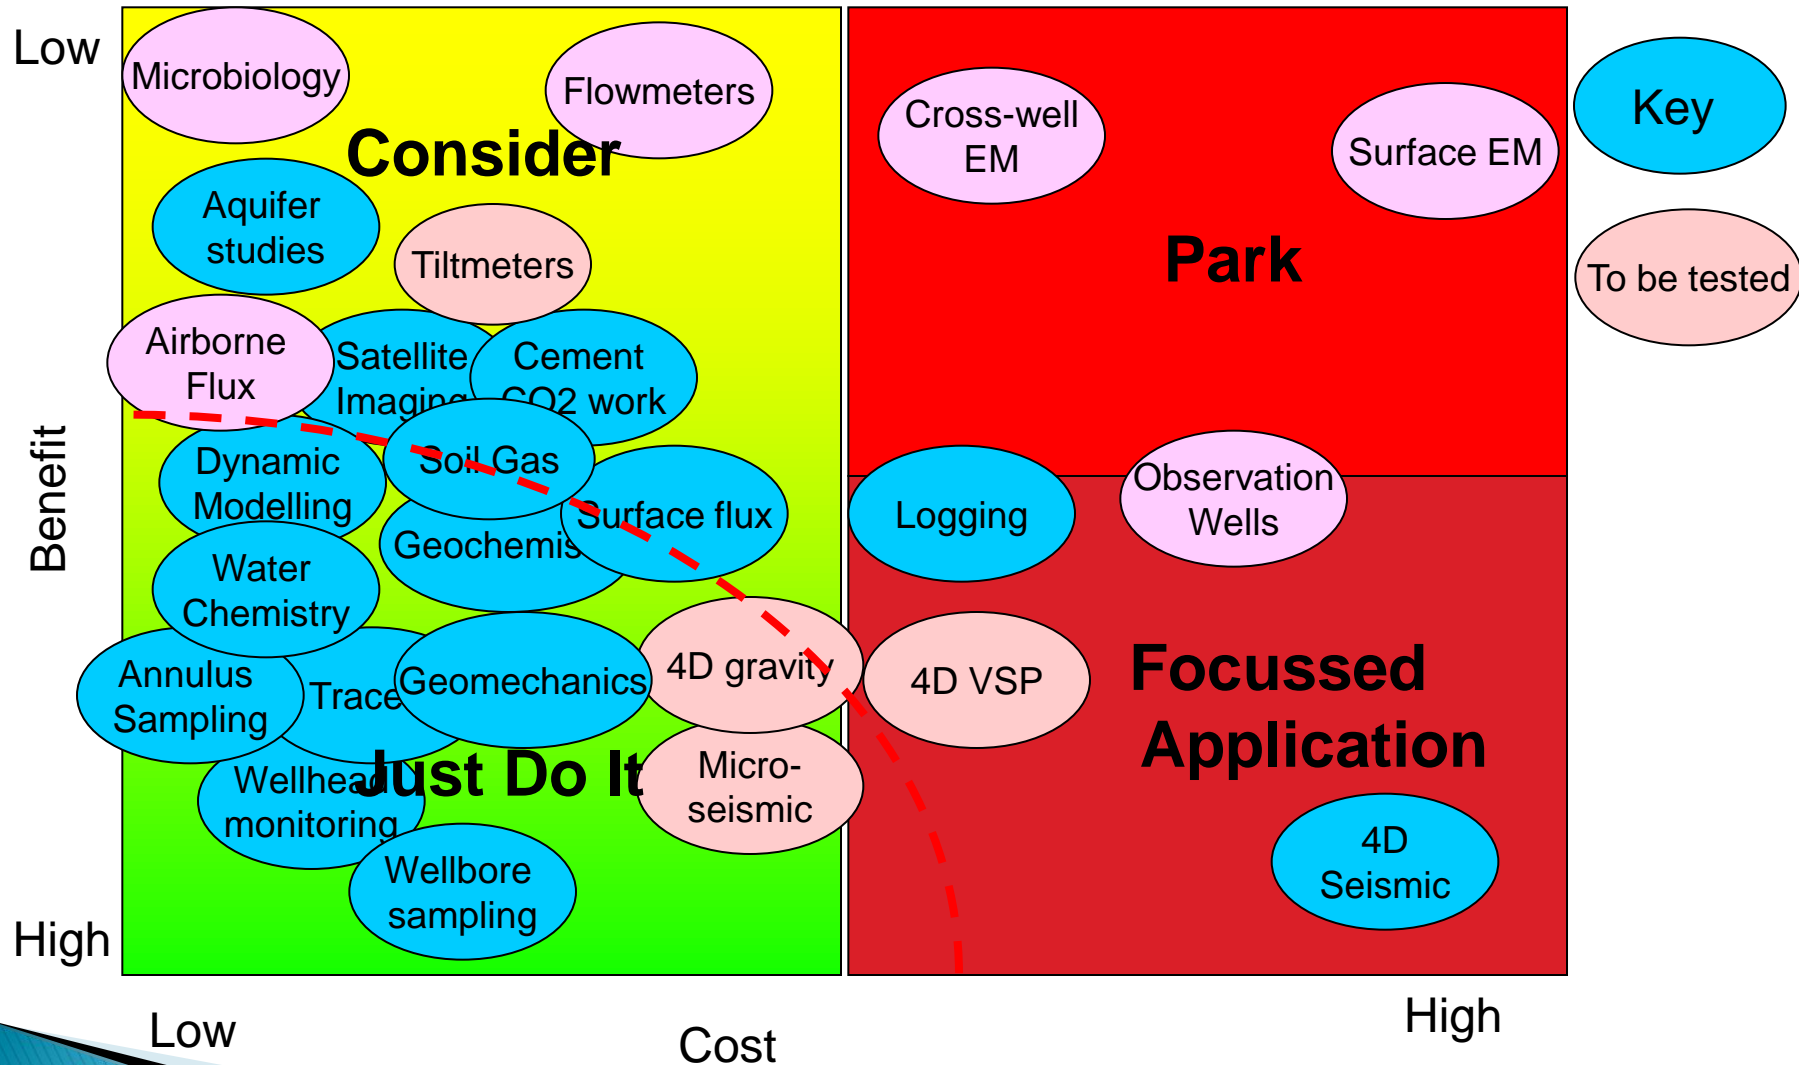 Low
Microbiology
Flowmeters
Consider
Cross-well
EM
Surface EM
Key
Aquifer
studies
Tiltmeters
Park
To be tested
Airborne
Flux
Satellite
Imaging
Cement
CO2 work
Benefit
Dynamic
Modelling
Soil Gas
Geochemis
Surface flux
Logging
Observation
Wells
Water
Chemistry
Annulus
Sampling
Trace
Geomechanics
4D gravity
4D VSP
Focussed
Application
Just Do It
Wellhead
monitoring
Micro-
seismic
Wellbore
sampling
4D
Seismic
High
Low
Cost
High